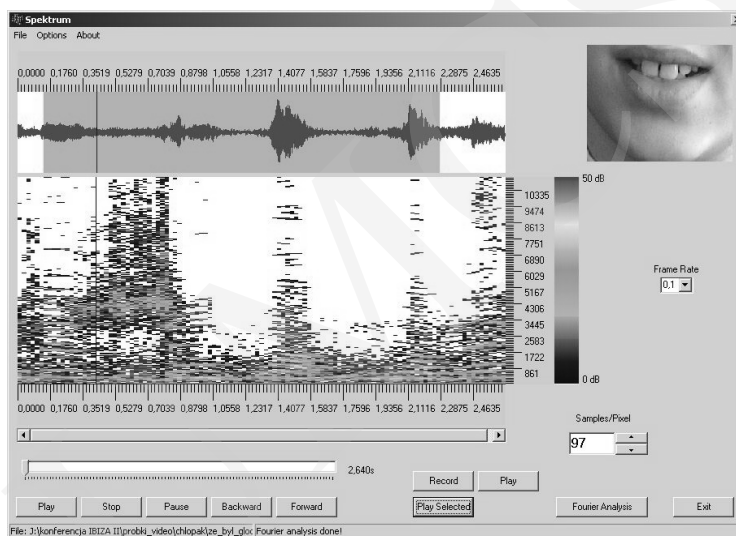 Spektrum
File Options About
0,0000 0,1760 0,3519 0,5279 0,7039 0,8798 1,0558 1,2317 1,4077 1,5837 1,7596 1,9356 2,1116 2,2875 2,4635
50 dB
10335
9474
8613
7751
6890
6029
5167
4306
3445
2583
1722
861
0 dB
Frame Rate
0,1
0,0000 0,1760 0,3519 0,5279 0,7039 0,8798 1,0558 1,2317 1,4077 1,5837 1,7596 1,9356 2,1116 2,2875 2,4635
Samples/Pixel
97
2,640s
Record Play
Play Stop Pause Backward Forward Play Selected Fourier Analysis Exit
File: J:\konferencja IBIZA II\probki_video\chlopak\ze_byl_gloc Fourier analysis done!